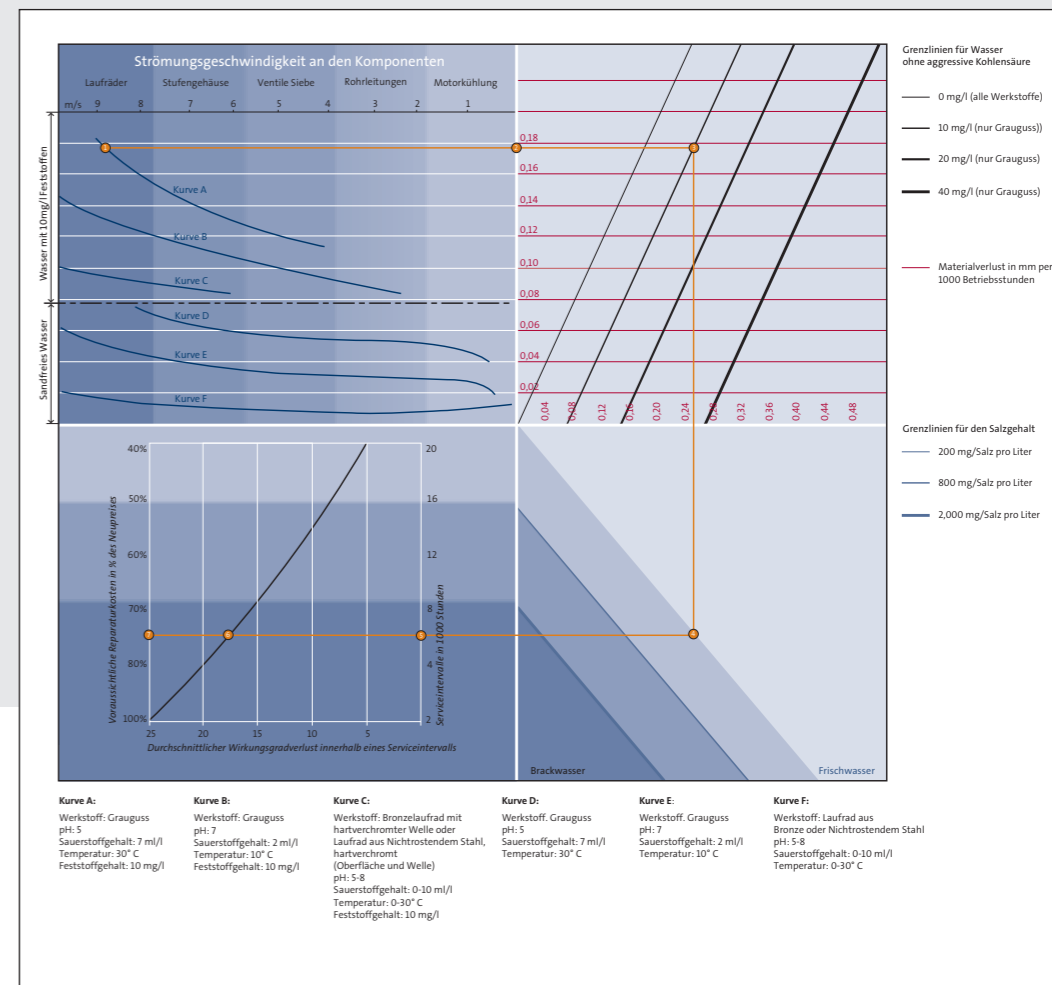 Strömungsgeschwindigkeit an den Komponenten
Laufräder Stufengehäuse Ventile Siebe Rohrleitungen Motorkühlung
m/s 9 8 7 6 5 4 3 2 1
Wasser mit 10mg/l Feststoffen
Sandfreies Wasser
1
2
3
Kurve A
Kurve B
Kurve C
Kurve D
Kurve E
Kurve F
0,18
0,16
0,14
0,12
0,10
0,08
0,06
0,04
0,02
0,04 0,08 0,12 0,16 0,20 0,24 0,28 0,32 0,36 0,40 0,44 0,48
Grenzlinien für Wasser
ohne aggressive Kohlensäure
0 mg/l (alle Werkstoffe)
10 mg/l (nur Grauguss))
20 mg/l (nur Grauguss)
40 mg/l (nur Grauguss)
Materialverlust in mm per
1000 Betriebsstunden
Grenzlinien für den Salzgehalt
200 mg/Salz pro Liter
800 mg/Salz pro Liter
2,000 mg/Salz pro Liter
Voraussichtliche Reparaturkosten in % des Neupreises
40%
50%
60%
70%
80%
100%
20
16
12
8
4
2
Serviceintervalle in 1000 Stunden
7
6
5
4
25 20 15 10 5
Durchschnittlicher Wirkungsgradverlust innerhalb eines Serviceintervalls
Brackwasser
Frischwasser
Kurve A:
Werkstoff: Grauguss
pH: 5
Sauerstoffgehalt: 7 ml/l
Temperatur: 30° C
Feststoffgehalt: 10 mg/l
Kurve B:
Werkstoff: Grauguss
pH: 7
Sauerstoffgehalt: 2 ml/l
Temperatur: 10° C
Feststoffgehalt: 10 mg/l
Kurve C:
Werkstoff: Bronzelaufrad mit
hartverchromter Welle oder
Laufrad aus Nichtrostendem Stahl,
hartverchromt
(Oberfläche und Welle)
pH: 5-8
Sauerstoffgehalt: 0-10 ml/l
Temperatur: 0-30° C
Feststoffgehalt: 10 mg/l
Kurve D:
Werkstoff. Grauguss
pH: 5
Sauerstoffgehalt: 7 ml/l
Temperatur: 30° C
Kurve E:
Werkstoff. Grauguss
pH: 7
Sauerstoffgehalt: 2 ml/l
Temperatur: 10° C
Kurve F:
Werkstoff: Laufrad aus
Bronze oder Nichtrostendem Stahl
pH: 5-8
Sauerstoffgehalt: 0-10 ml/l
Temperatur: 0-30° C